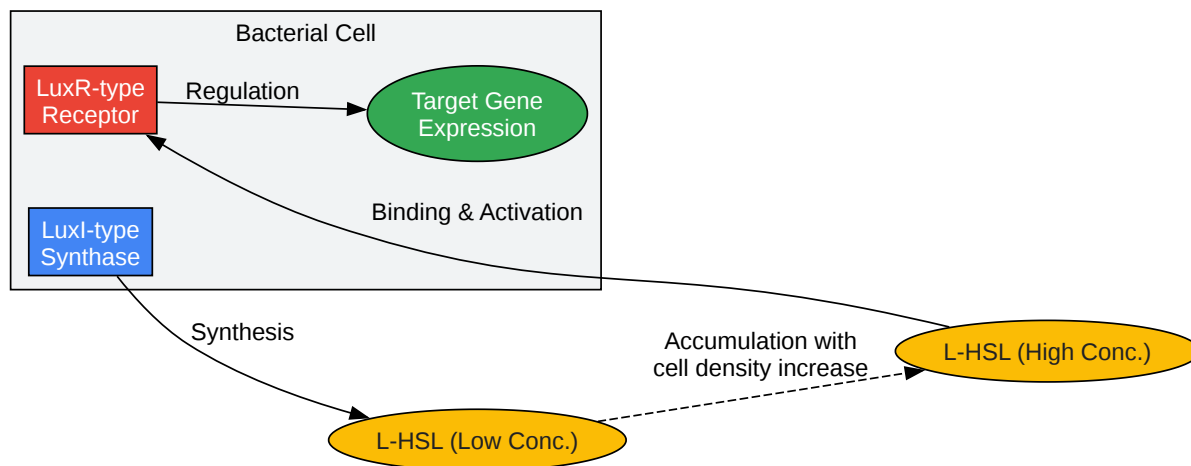 Bacterial Cell
LuxR-type
Receptor
Regulation
Target Gene
Expression
Binding & Activation
LuxI-type
Synthase
Synthesis
Accumulation with
cell density increase
L-HSL (High Conc.)
L-HSL (Low Conc.)